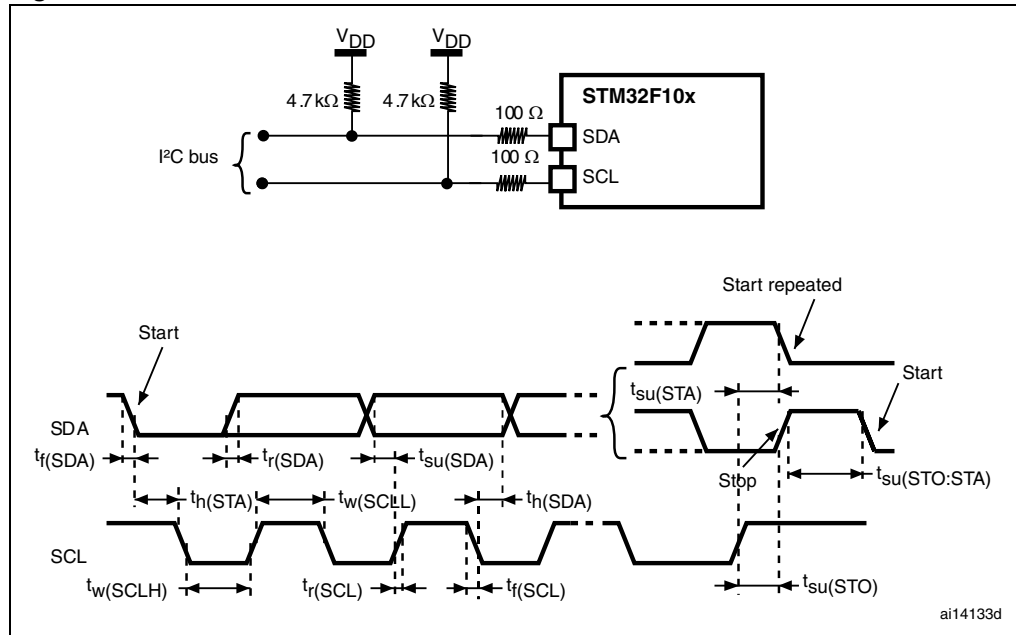 VDD VDD
4.7kΩ 4.7kΩ
STM32F10x
100 Ω
SDA
I²C bus
100 Ω
SCL
Start repeated
Start
Start
tsu(STA)
SDA
tf(SDA) tr(SDA) tsu(SDA)
Stop
tsu(STO:STA)
th(STA) tw(SCLL) th(SDA)
SCL
tw(SCLH) tr(SCL) tf(SCL) tsu(STO)
ai14133d